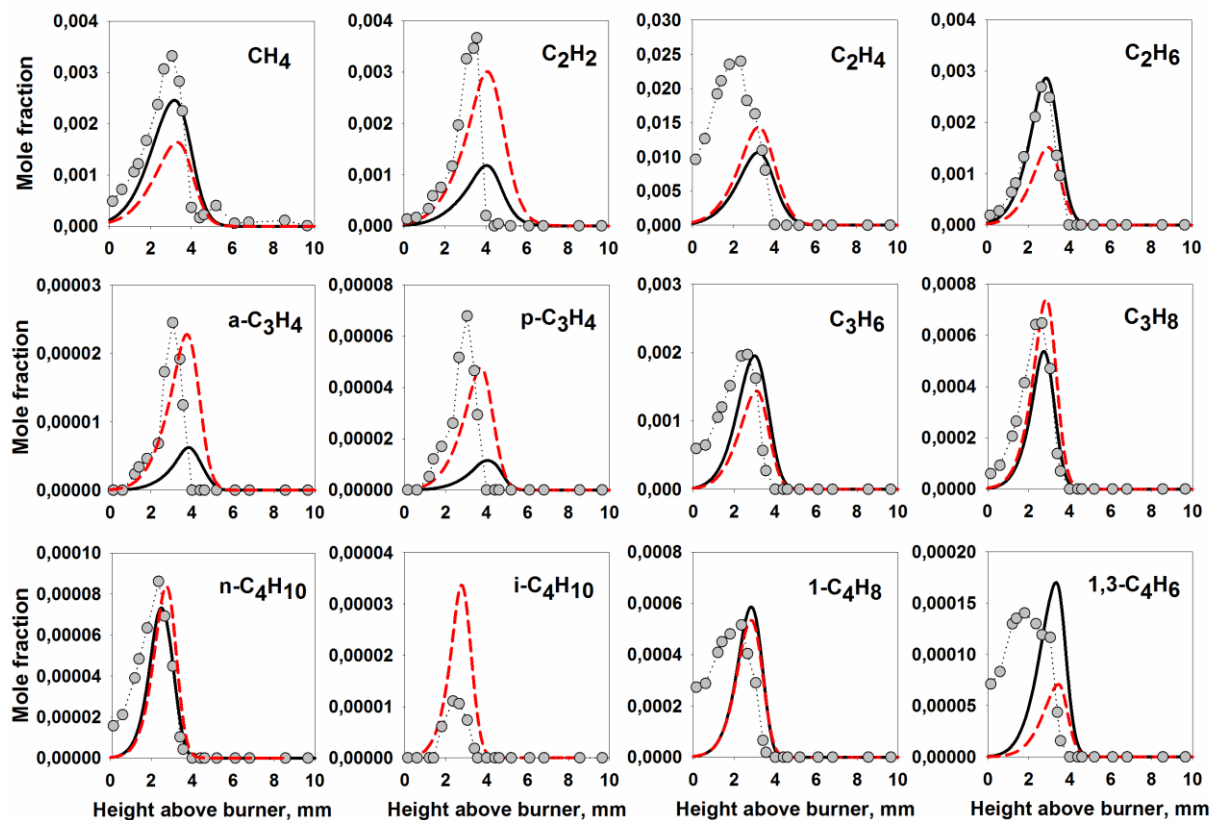 Mole fraction
0,004
0,003
0,002
0,001
0,000
0 2 4 6 8 10
CH4
0,004
0,003
0,002
0,001
0,000
0 2 4 6 8 10
C2H2
0,030
0,025
0,020
0,015
0,010
0,005
0,000
0 2 4 6 8 10
C2H4
0,004
0,003
0,002
0,001
0,000
0 2 4 6 8 10
C2H6
Mole fraction
0,00003
0,00002
0,00001
0,00000
0 2 4 6 8 10
a-C3H4
0,00008
0,00006
0,00004
0,00002
0,00000
0 2 4 6 8 10
p-C3H4
0,003
0,002
0,001
0,000
0 2 4 6 8 10
C3H6
0,0008
0,0006
0,0004
0,0002
0,0000
0 2 4 6 8 10
C3H8
Mole fraction
0,00010
0,00008
0,00006
0,00004
0,00002
0,00000
0 2 4 6 8 10
n-C4H10
Height above burner, mm
0,00004
0,00003
0,00002
0,00001
0,00000
0 2 4 6 8 10
i-C4H10
Height above burner, mm
0,0008
0,0006
0,0004
0,0002
0,0000
0 2 4 6 8 10
1-C4H8
Height above burner, mm
0,00020
0,00015
0,00010
0,00005
0,00000
0 2 4 6 8 10
1,3-C4H6
Height above burner, mm